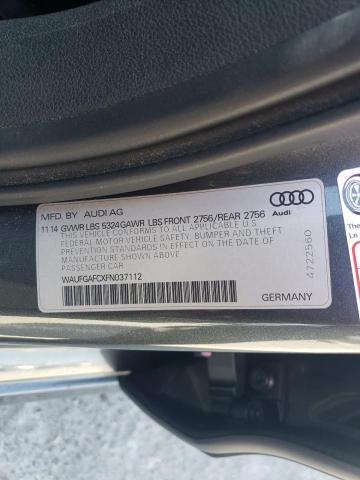 MFD. BY AUDI AG
11 14 GVWR LBS 5324 GAWR LBS FRONT 2756/REAR 2756
THIS VEHICLE CONFORMS TO ALL APPLICABLE U S
FEDERAL MOTOR VEHICLE SAFETY, BUMPER AND THEFT
PREVENTION STANDARDS IN EFFECT ON THE DATE OF
MANUFACTURE SHOWN ABOVE
PASSENGER CAR
WAUFGAFCXFN037112
GERMANY
Audi
4722560
The